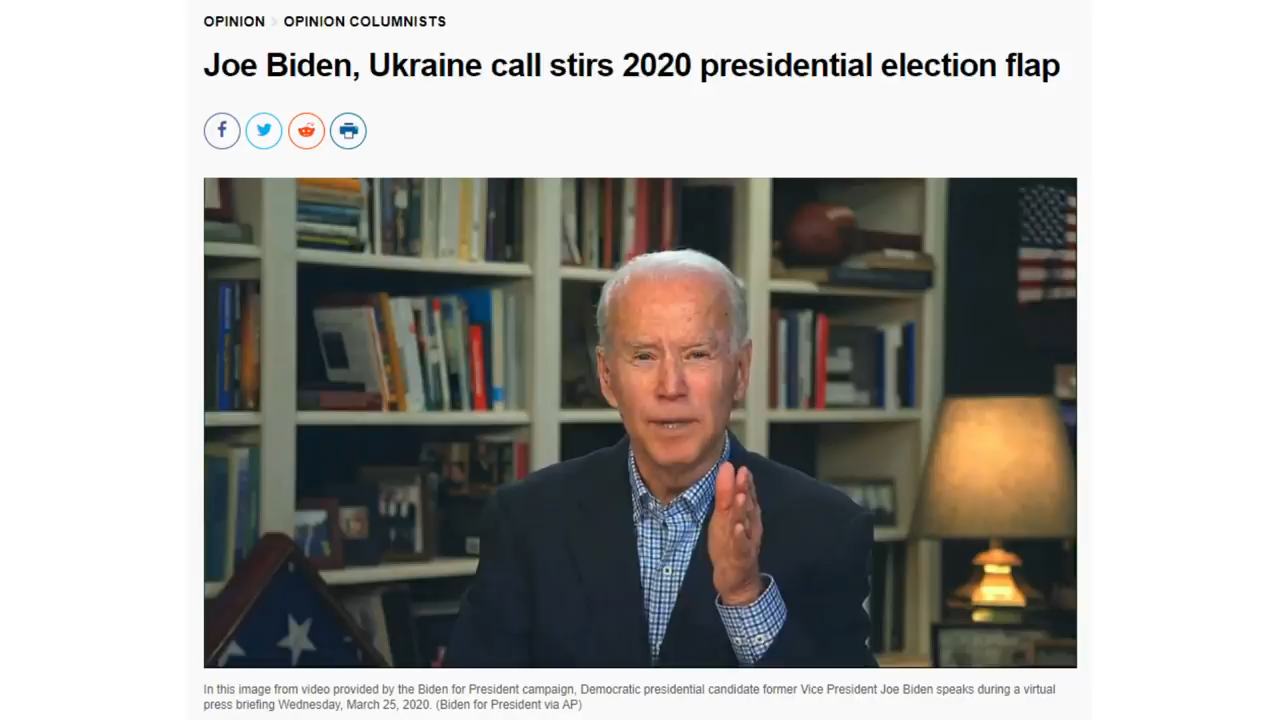 OPINION > OPINION COLUMNISTS
Joe Biden, Ukraine call stirs 2020 presidential election flap
In this image from video provided by the Biden for President campaign, Democratic presidential candidate former Vice President Joe Biden speaks during a virtual
press briefing Wednesday, March 25, 2020. (Biden for President via AP)